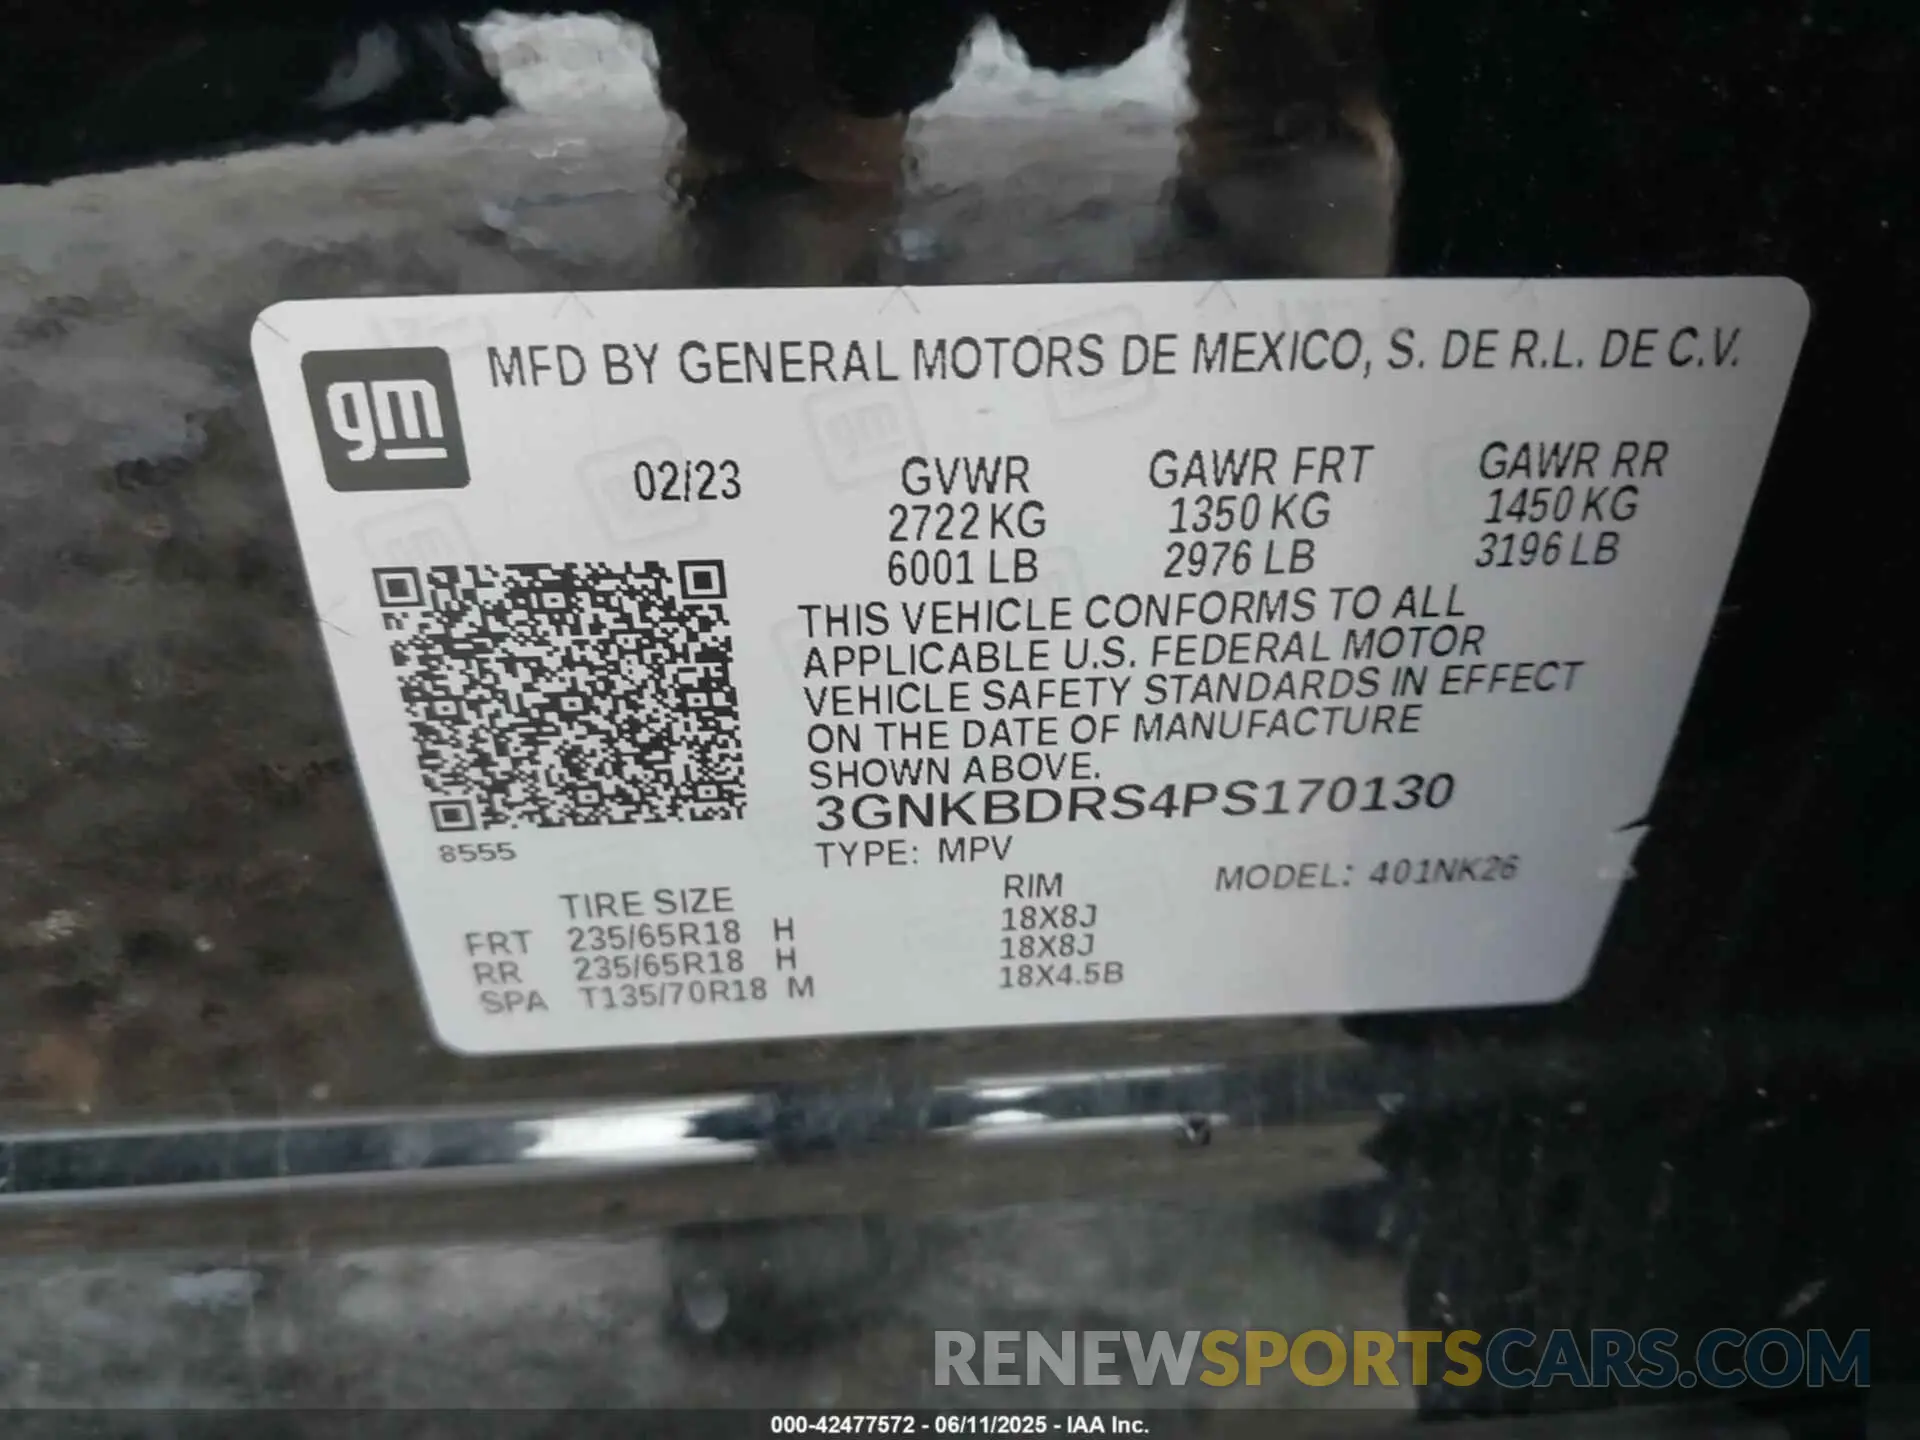 gm
MFD BY GENERAL MOTORS DE MEXICO, S. DE R.L. DE C.V.
02/23 GVWR GAWR FRT GAWR RR
2722 KG 1350 KG 1450 KG
6001 LB 2976 LB 3196 LB
THIS VEHICLE CONFORMS TO ALL
APPLICABLE U.S. FEDERAL MOTOR
VEHICLE SAFETY STANDARDS IN EFFECT
ON THE DATE OF MANUFACTURE
SHOWN ABOVE.
3GNKBDRS4PS170130
8555
TYPE: MPV
MODEL: 401NK26
TIRE SIZE RIM
FRT 235/65R18 H 18X8J
RR 235/65R18 H 18X8J
SPA T135/70R18 M 18X4.5B
RENEWSPORTSCARS.COM
000-42477572 - 06/11/2025 - IAA Inc.